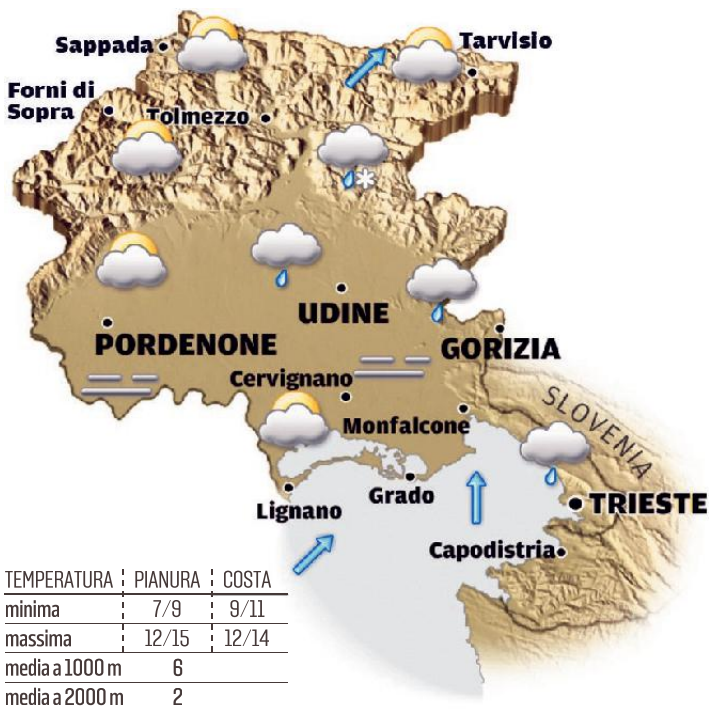 Sappada
Tarvisio
Forni di
Sopra
Tolmezzo
UDINE
PORDENONE
GORIZIA
Cervignano
SLOVENIA
Monfalcone
Lignano
Grado
TRIESTE
Capodistria
TEMPERATURA PIANURA COSTA
minima 7/9 9/11
massima 12/15 12/14
media a 1000 m 6
media a 2000 m 2